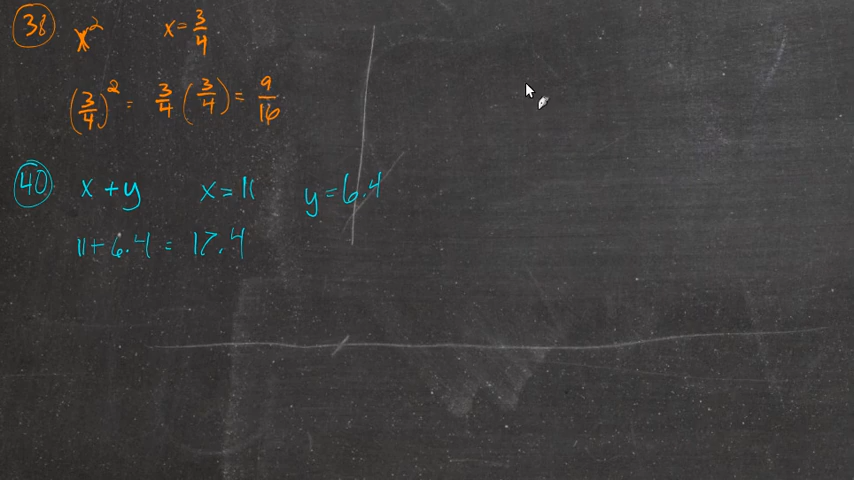 38 x² x = 3/4
(3/4)² = 3/4 (3/4) = 9/16
40 x + y x = 11 y = 6.4
11 + 6.4 = 17.4